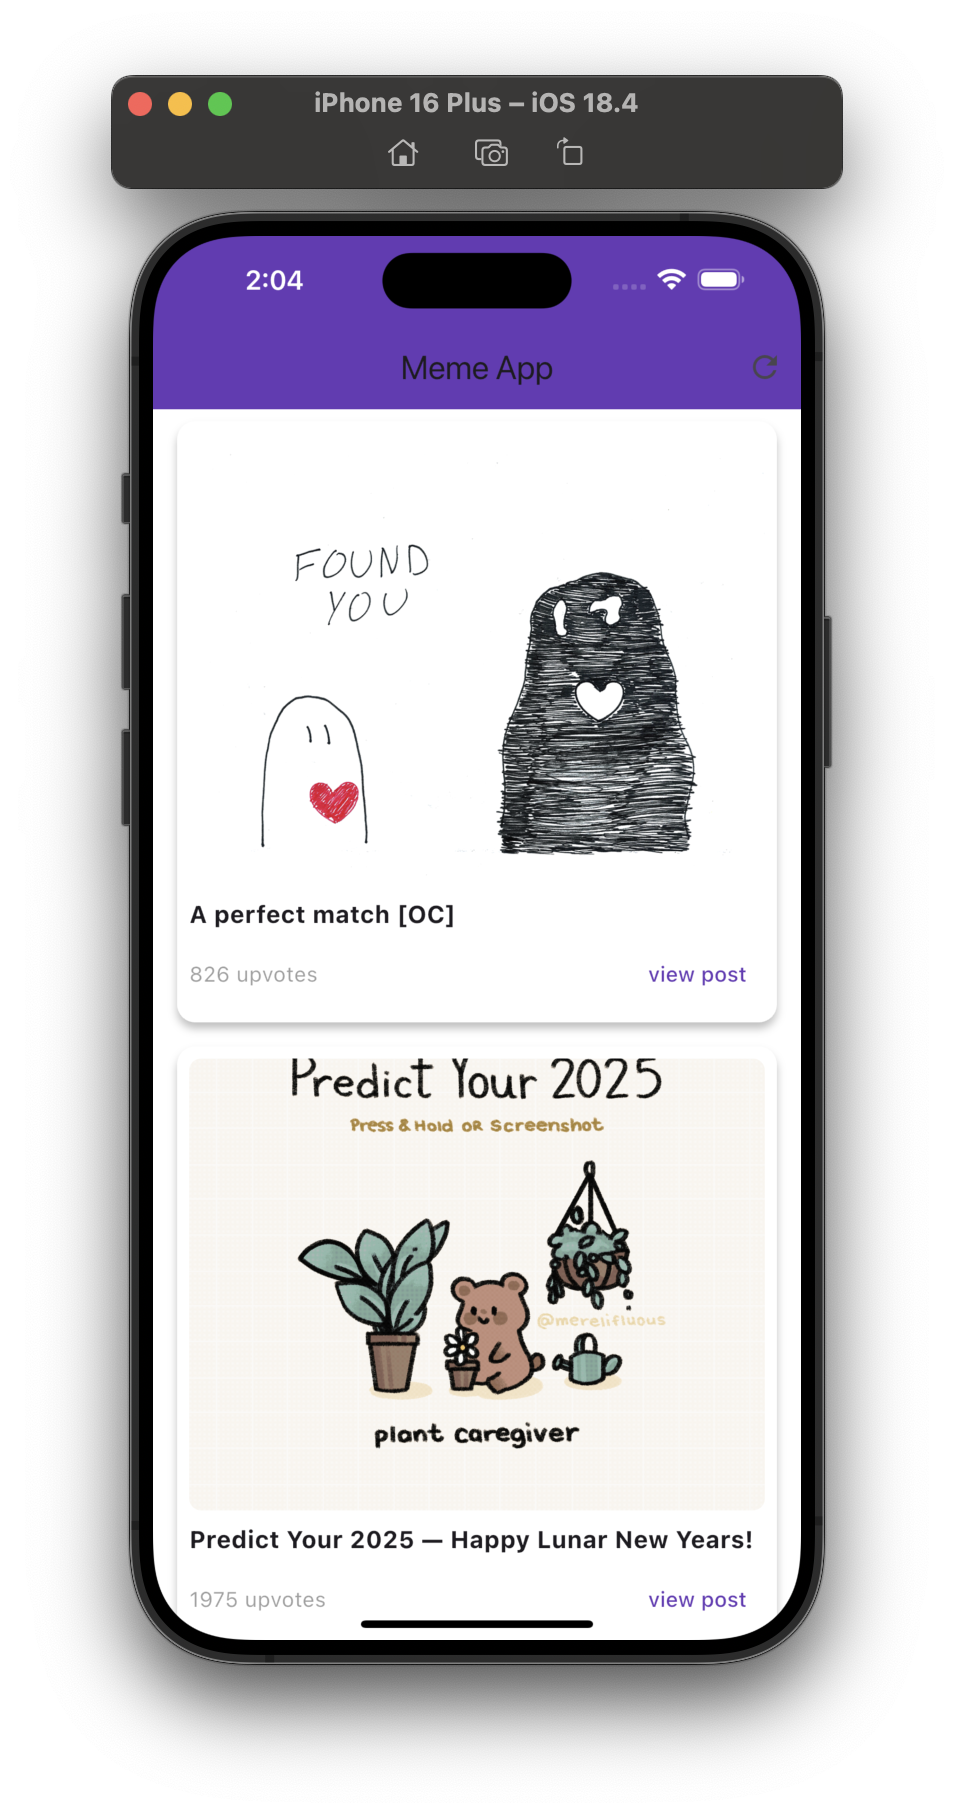 iPhone 16 Plus – iOS 18.4
2:04
Meme App
FOUND
YOU
A perfect match [OC]
826 upvotes
view post
Predict Your 2025
Press & Hold OR Screenshot
@merelifluous
plant caregiver
Predict Your 2025 — Happy Lunar New Years!
1975 upvotes
view post